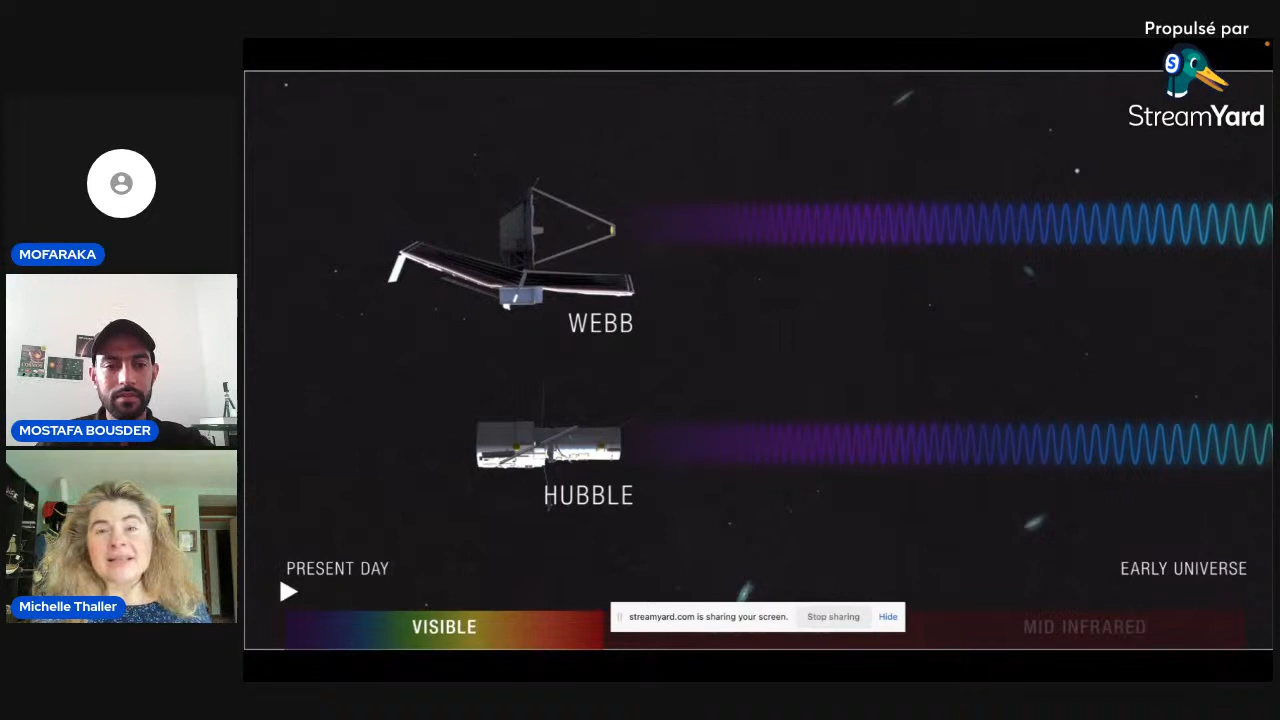 Propulsé par
StreamYard
MOFARAKA
MOSTAFA BOUSDER
Michelle Thaller
WEBB
HUBBLE
PRESENT DAY
EARLY UNIVERSE
streamyard.com is sharing your screen.
Stop sharing
Hide
VISIBLE
MID INFRARED